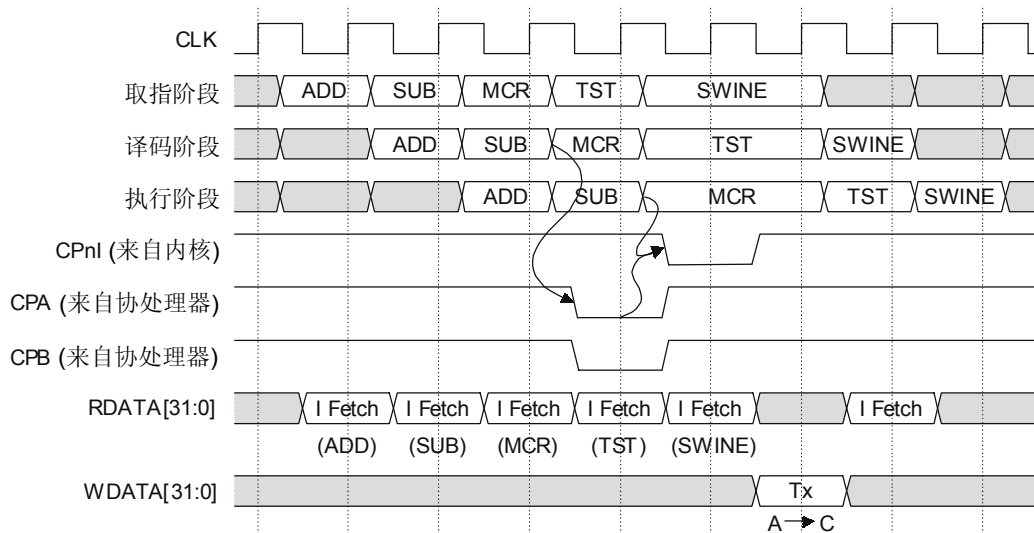 CLK
取指阶段 ADD SUB MCR TST SWINE
译码阶段 ADD SUB MCR TST SWINE
执行阶段 ADD SUB MCR TST SWINE
CPnI (来自内核)
CPA (来自协处理器)
CPB (来自协处理器)
RDATA[31:0] I Fetch I Fetch I Fetch I Fetch I Fetch I Fetch
(ADD) (SUB) (MCR) (TST) (SWINE)
WDATA[31:0] Tx
A C